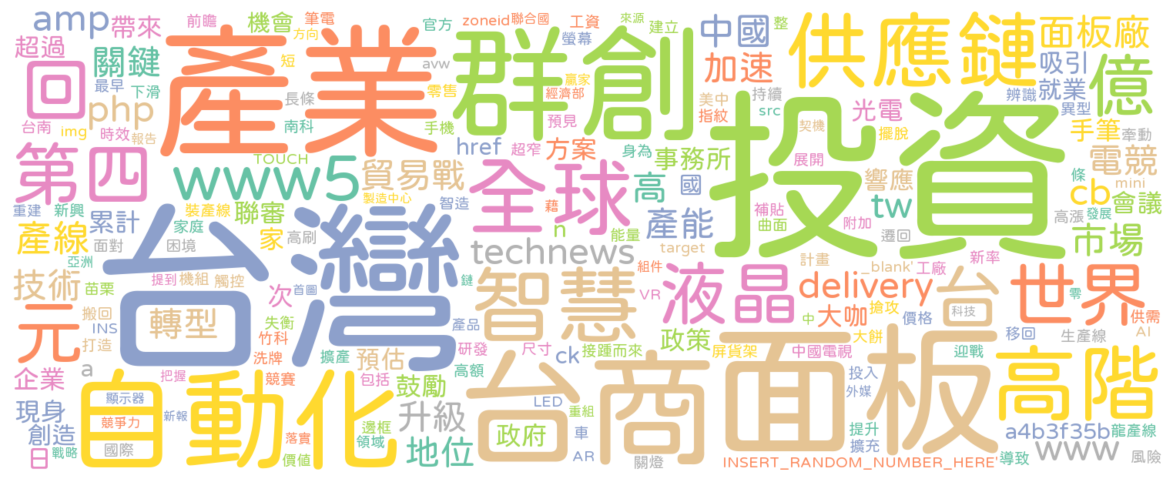 amp 帶來 前瞻 筆電 機會 官方 zoneid 聯合國 工資 來源 建立 中國 整 供應鏈 面板廠
超過 關鍵 方向 螢幕 產業 群創 加速 吸引 億
回 最早 下滑 短 avw 贏家 零售 經濟部 美中 持續 就業 辨識 異型
php 長條 手機 預見 指紋 src 光電 手筆 牽動
台南 img 時效 報告 南科 href 超窄 方案 身為 事務所 契機 擺脫 投資
第四 TOUCH www5 貿易戰 製造中心 智造 全球 高 國 展開 響應 tw cb 電競 mini 條 會議
重建 新興 裝產線 聯審 藉 n 能量 產能 補貼 曲面 附加 高漲 發展
累計 家庭 家 高刷 technews target 遷回 市場
產線 面對 困境 台灣
亞洲 提到 機組 觸控 鏈 組件 計畫 _blank' 工廠 新率
技術 苗栗 次 首圖 智慧 VR 液晶 delivery 台 世界
搬回 INS 轉型 失衡 產品 大咖 搶攻 價格 科技 零 供需
元 打造 竹科 洗牌 擴產 預估 研發 尺寸 ck 接踵而來 政策 中 大餅 移回 生產線 AI
企業 a 把握 競賽 包括 鼓勵 高額 屏貨架 中國電視 迎戰
現身 顯示器 自動化 升級 LED 台商 面板 投入 外媒 高階
創造 競爭力 新報 邊框 重組 政府 車 提升 a4b3f35b 龍產線
日 戰略 國際 落實 價值 領域 地位 AR 關燈 擴充 INSERT_RANDOM_NUMBER_HERE' 導致 www 風險